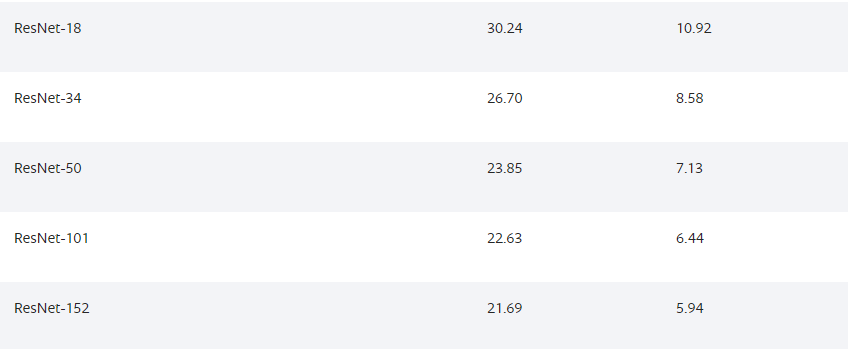 ResNet-18 30.24 10.92
ResNet-34 26.70 8.58
ResNet-50 23.85 7.13
ResNet-101 22.63 6.44
ResNet-152 21.69 5.94